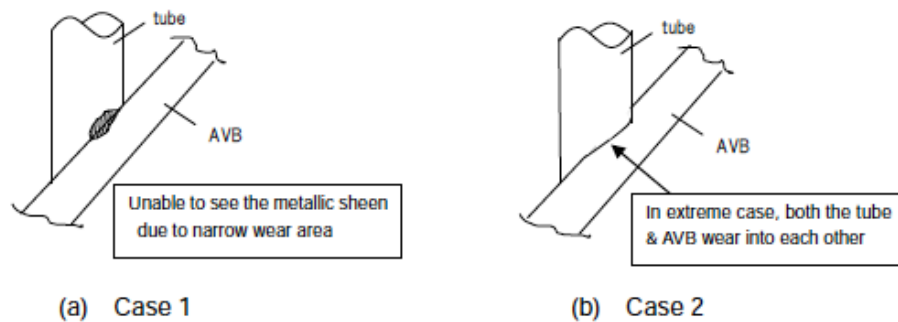 tube
AVB
Unable to see the metallic sheen
due to narrow wear area
(a) Case 1
tube
AVB
In extreme case, both the tube
& AVB wear into each other
(b) Case 2